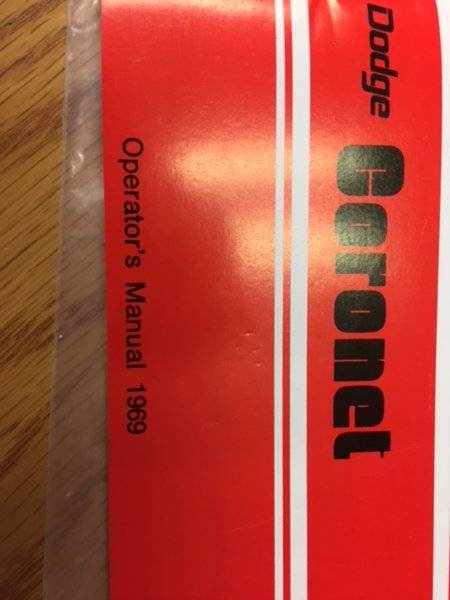 Dodge
Coronet
Operator's Manual 1969